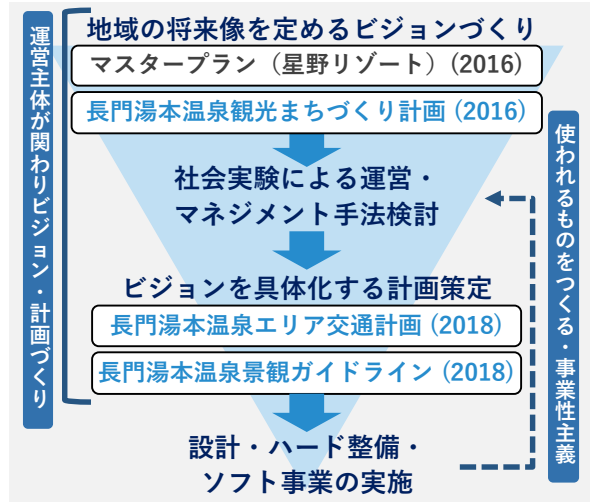 地域の将来像を定めるビジョンづくり
マスタープラン（星野リゾート）(2016)
長門湯本温泉観光まちづくり計画 (2016)
社会実験による運営・
マネジメント手法検討
ビジョンを具体化する計画策定
長門湯本温泉エリア交通計画 (2018)
長門湯本温泉景観ガイドライン (2018)
設計・ハード整備・
ソフト事業の実施
運営主体が関わりビジョン・計画づくり
使われるものをつくる・事業性主義